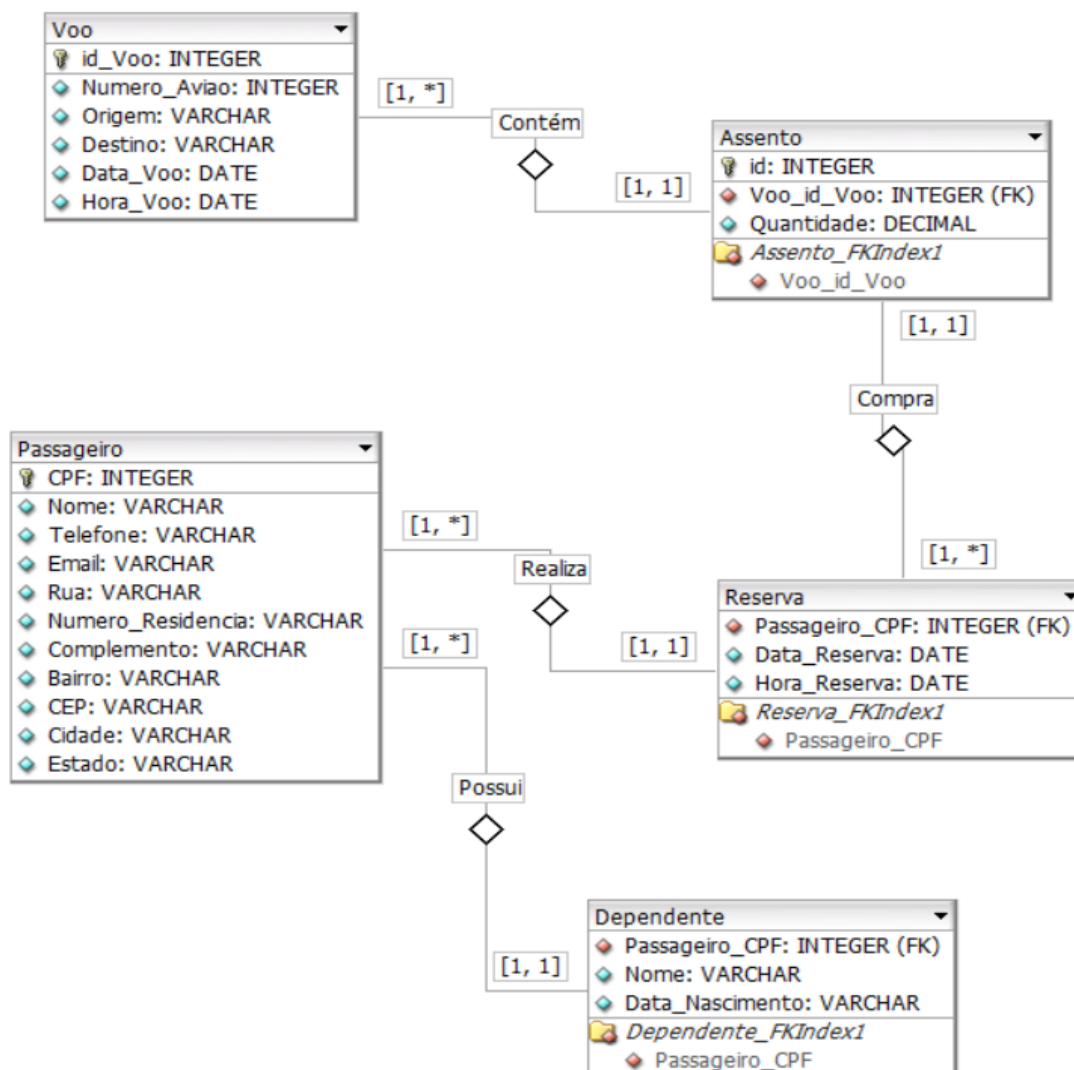 Voo
id_Voo: INTEGER
Numero_Aviao: INTEGER
Origem: VARCHAR
Destino: VARCHAR
Data_Voo: DATE
Hora_Voo: DATE
[1, *]
Contém
[1, 1]
Assento
id: INTEGER
Voo_id_Voo: INTEGER (FK)
Quantidade: DECIMAL
Assento_FKIndex1
Voo_id_Voo
[1, 1]
Compra
[1, *]
Passageiro
CPF: INTEGER
Nome: VARCHAR
Telefone: VARCHAR
Email: VARCHAR
Rua: VARCHAR
Numero_Residencia: VARCHAR
Complemento: VARCHAR
Bairro: VARCHAR
CEP: VARCHAR
Cidade: VARCHAR
Estado: VARCHAR
[1, *]
Realiza
[1, 1]
Reserva
Passageiro_CPF: INTEGER (FK)
Data_Reserva: DATE
Hora_Reserva: DATE
Reserva_FKIndex1
Passageiro_CPF
[1, *]
Possui
[1, 1]
Dependente
Passageiro_CPF: INTEGER (FK)
Nome: VARCHAR
Data_Nascimento: VARCHAR
Dependente_FKIndex1
Passageiro_CPF